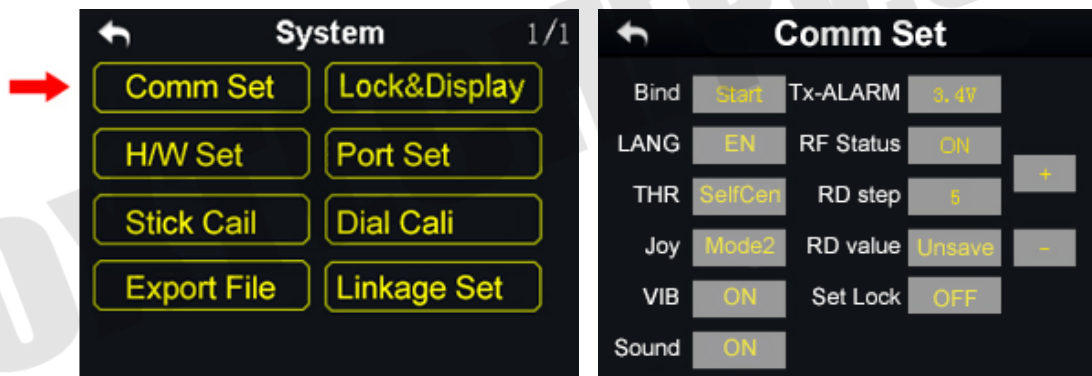 System 1/1
Comm Set Lock&Display
H/W Set Port Set
Stick Cail Dial Cali
Export File Linkage Set
Comm Set
Bind Start Tx-ALARM 3.4V
LANG EN RF Status ON
+
THR SelfCen RD step 5
Joy Mode2 RD value Unsave -
VIB ON Set Lock OFF
Sound ON